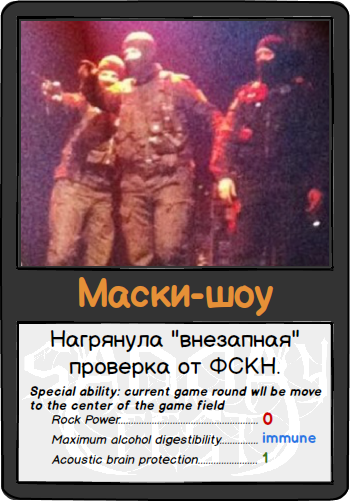 Маски-шоу
Нагрянула "внезапная"
проверка от ФСКН.
Special ability: current game round wll be move
to the center of the game field
Rock Power 0
Maximum alcohol digestibility immune
Acoustic brain protection 1